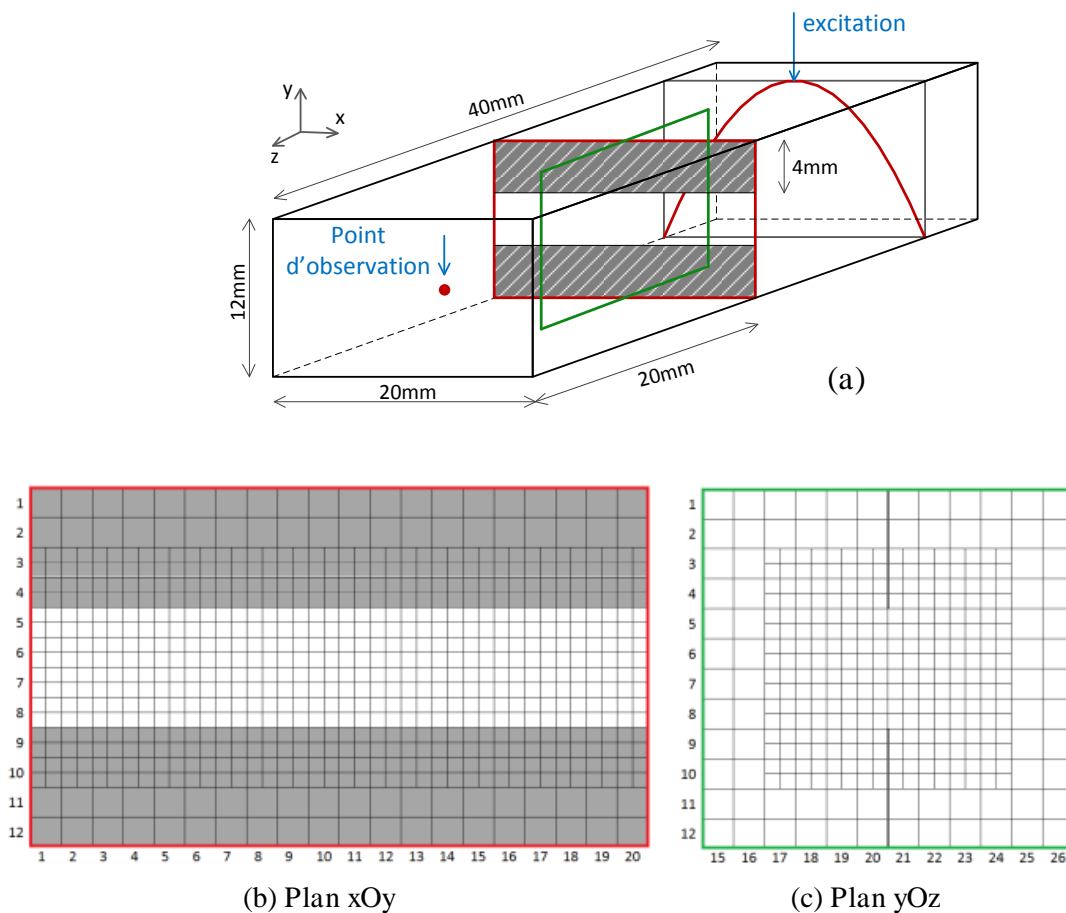 excitation
y
x
z
40mm
4mm
Point
d'observation
12mm
20mm
20mm
(a)
1
2
3
4
5
6
7
8
9
10
11
12
1 2 3 4 5 6 7 8 9 10 11 12 13 14 15 16 17 18 19 20
(b) Plan xOy
1
2
3
4
5
6
7
8
9
10
11
12
15 16 17 18 19 20 21 22 23 24 25 26
(c) Plan yOz